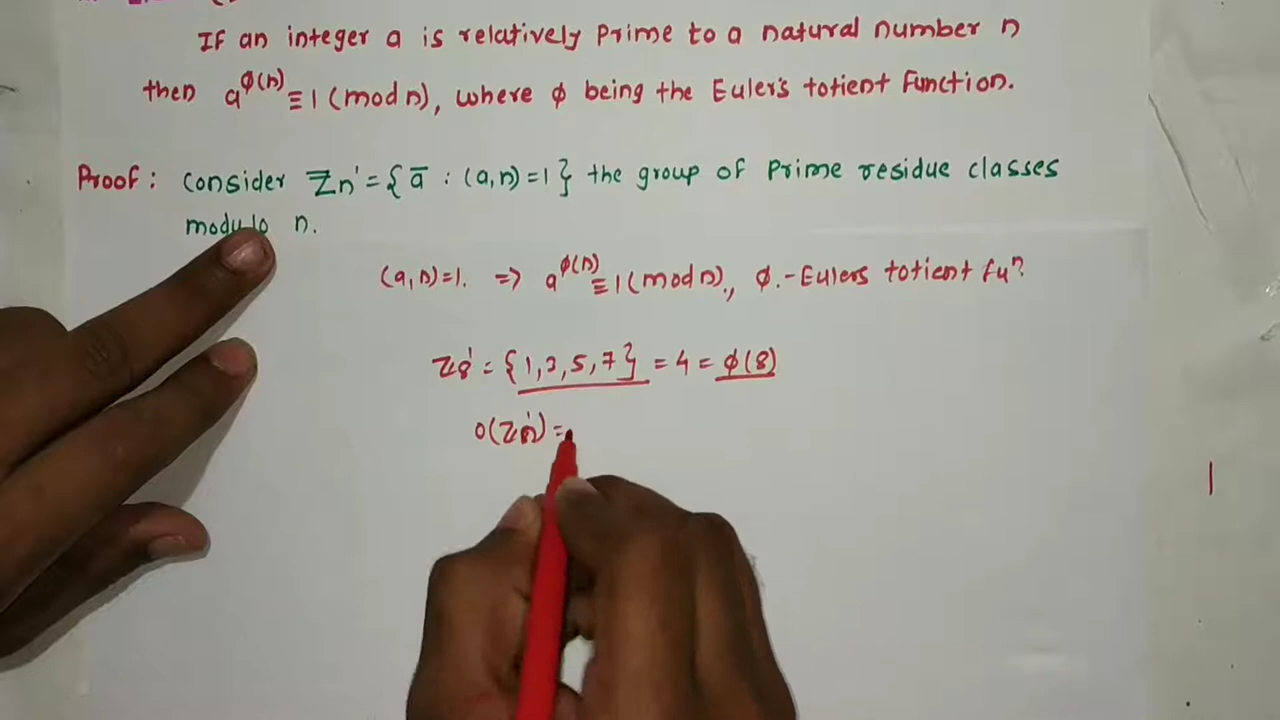 If an integer a is relatively prime to a natural number n
then a^φ(n) ≡ 1 (mod n), where φ being the Euler's totient function.
Proof: Consider Zn' = { ā : (a, n) = 1 } the group of Prime residue classes
modulo n.
(a, n) = 1. => a^φ(n) ≡ 1 (mod n)., φ. - Eulers totient fuⁿ.
Z8' = { 1, 3, 5, 7 } = 4 = φ(8)
O(Zn') =